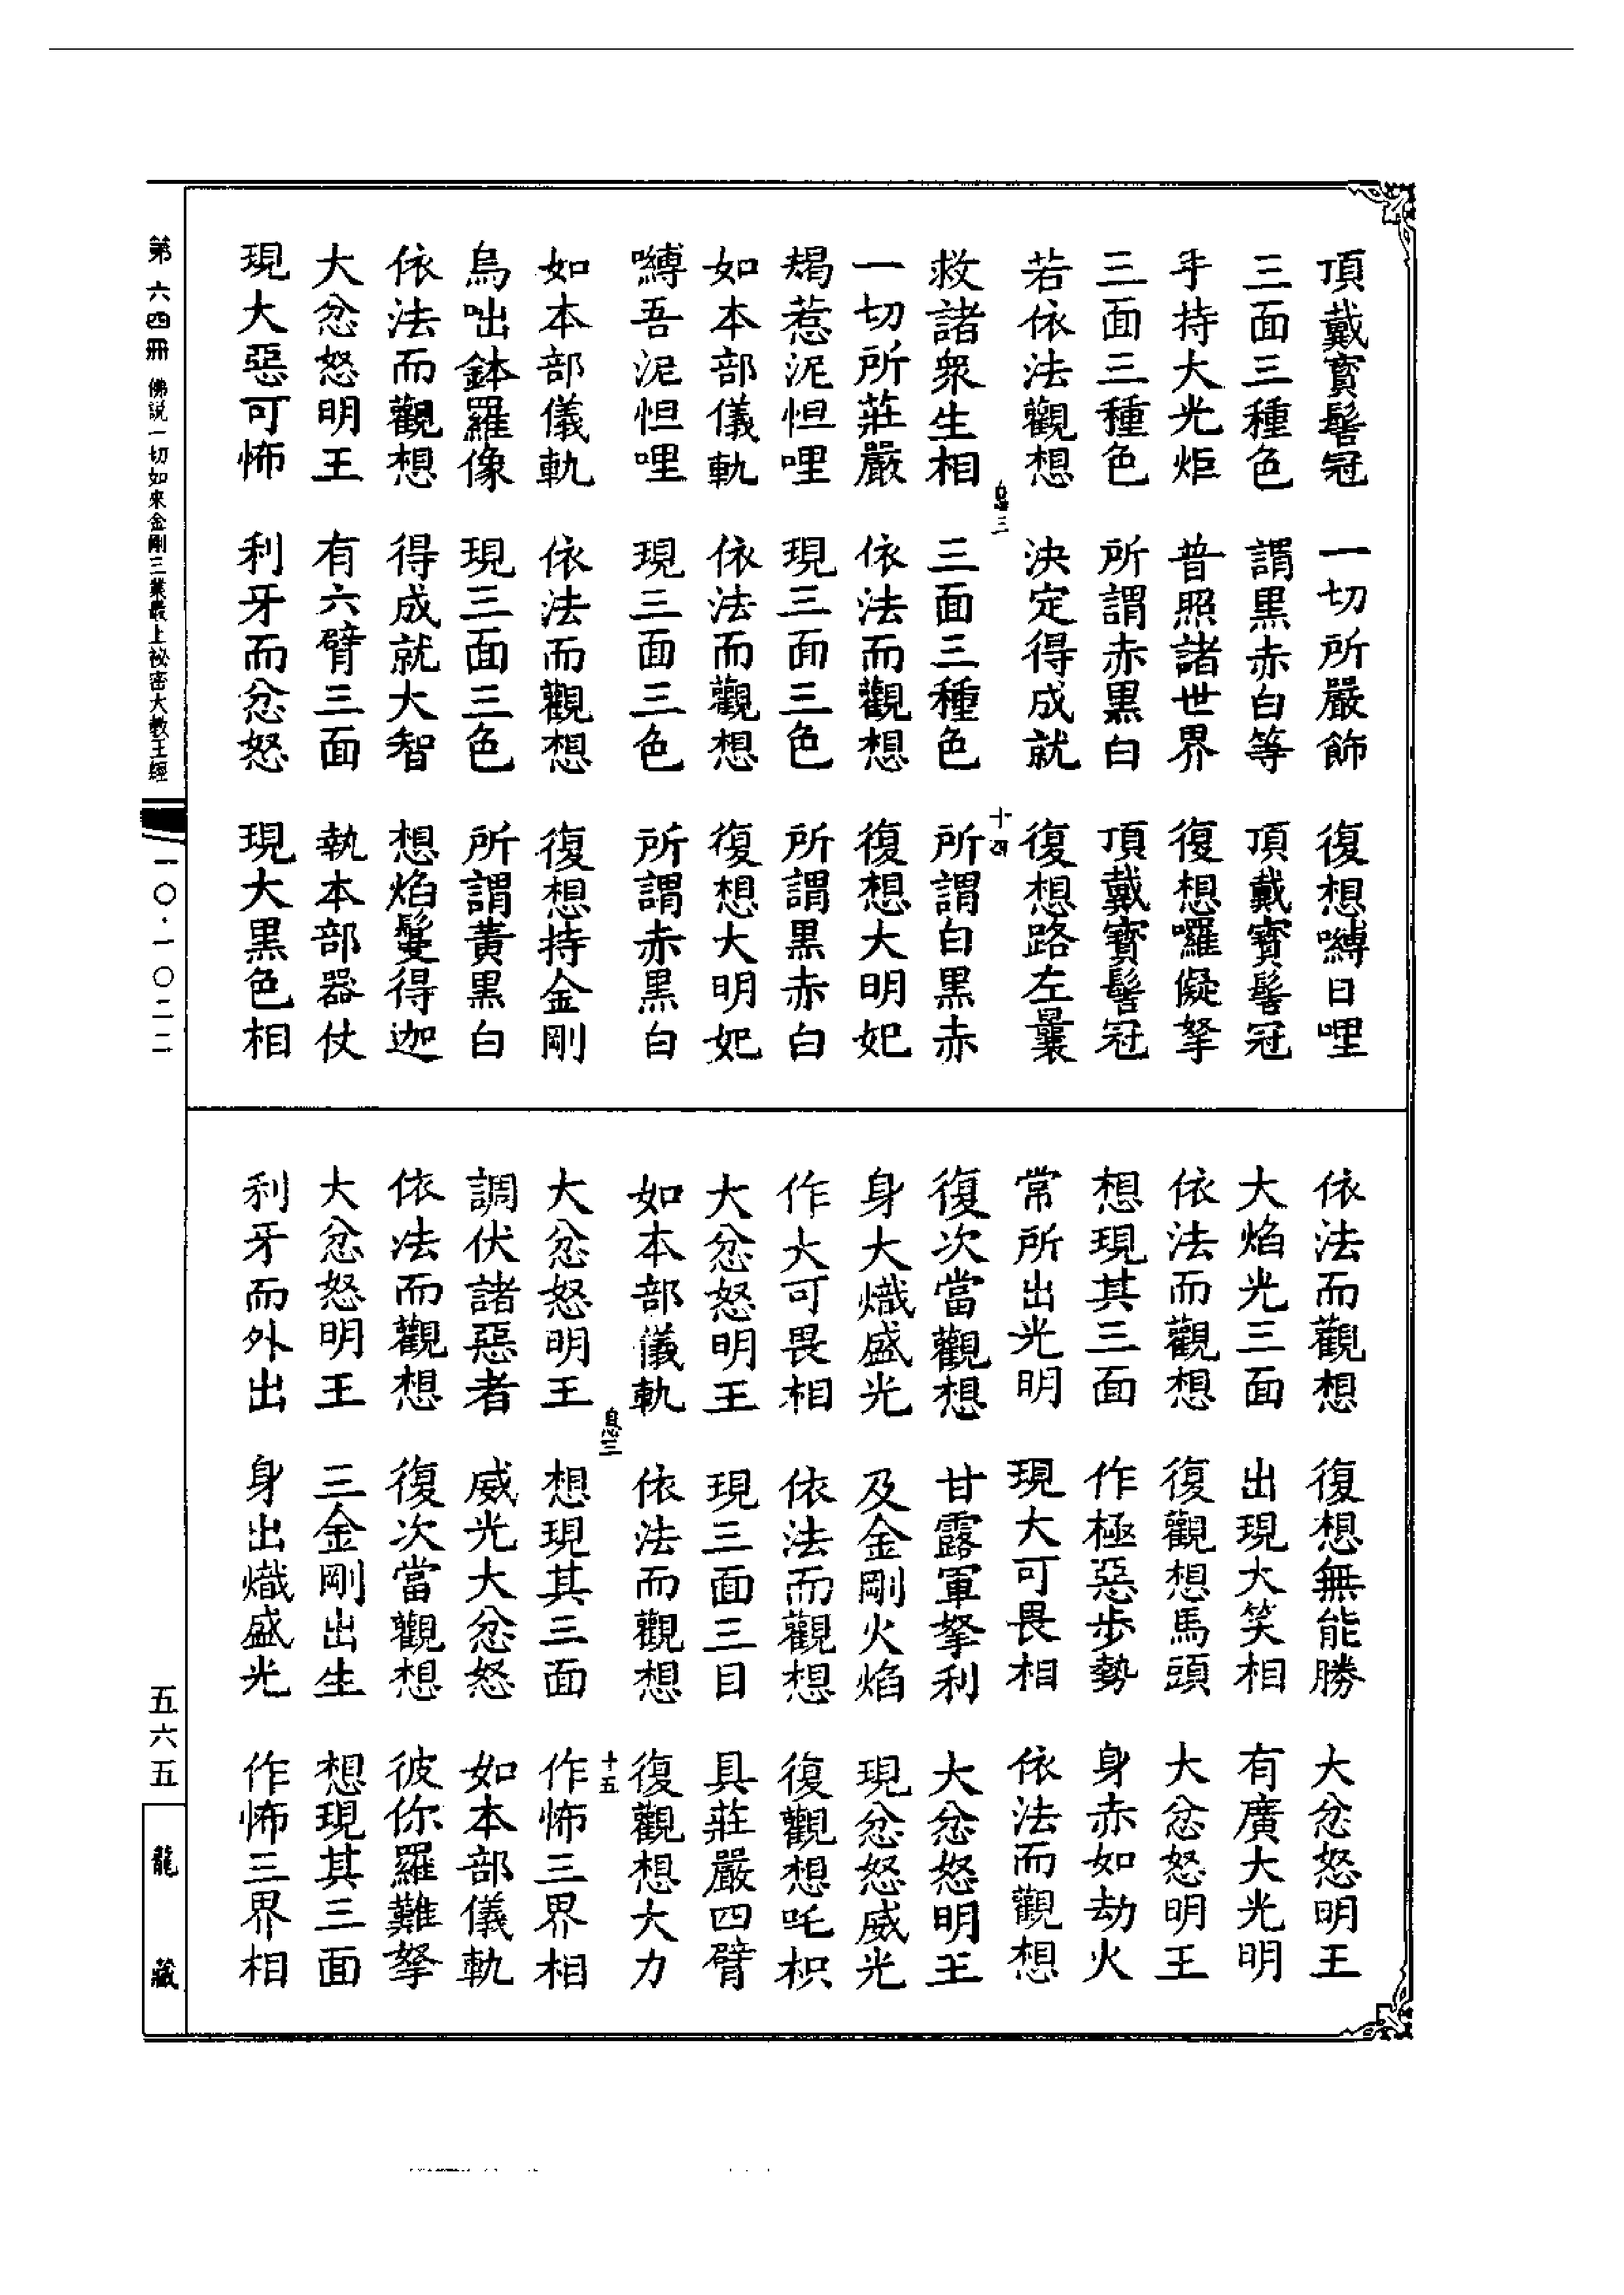 頂戴寳髻冠　一切所嚴飾　復想嚩日哩
三面三種色　謂黒赤白等　頂戴寳髻冠
手持大光炬　普照諸世界　復想囉儗拏
三面三種色　所謂赤黒白　頂戴寳髻冠
若依法觀想　決定得成就　復想路左曩
息三　十四
救諸衆生相　三面三種色　所謂白黒赤
一切所莊嚴　依法而觀想　復想大明妃
煬惹泥怛哩　現三面三色　所謂黒赤白
如本部儀軌　依法而觀想　復想大明妃
嚩吾泥怛哩　現三面三色　所謂赤黒白
如本部儀軌　依法而觀想　復想持金剛
烏咄鉢羅像　現三面三色　所謂黃黒白
依法而觀想　得成就大智　想焰鬘得迦
大忿怒明王　有六臂三面　執本部器仗
現大惡可怖　利牙而忿怒　現大黒色相
依法而觀想　復想無能勝　大忿怒明王
大焰光三面　出現大笑相　有廣大光明
依法而觀想　復觀想馬頭　大忿怒明王
想現其三面　作極惡步勢　身赤如劫火
常所出光明　現大可畏相　依法而觀想
復次當觀想　甘露軍拏利　大忿怒明王
身大熾盛光　及金剛火焰　現忿怒威光
作大可畏相　依法而觀想　復觀想吒枳
大忿怒明王　現三面三目　具莊嚴四臂
如本部儀軌　依法而觀想　復觀想大力
息三　十五
大忿怒明王　想現其三面　作怖三界相
調伏諸惡者　威光大忿怒　如本部儀軌
依法而觀想　復次當觀想　彼你羅難拏
大忿怒明王　三金剛出生　想現其三面
利牙而外出　身出熾盛光　作怖三界相
第六四冊　佛說一切如來金剛三業最上祕密大教王經
一〇·一〇二二
五六五
龍藏